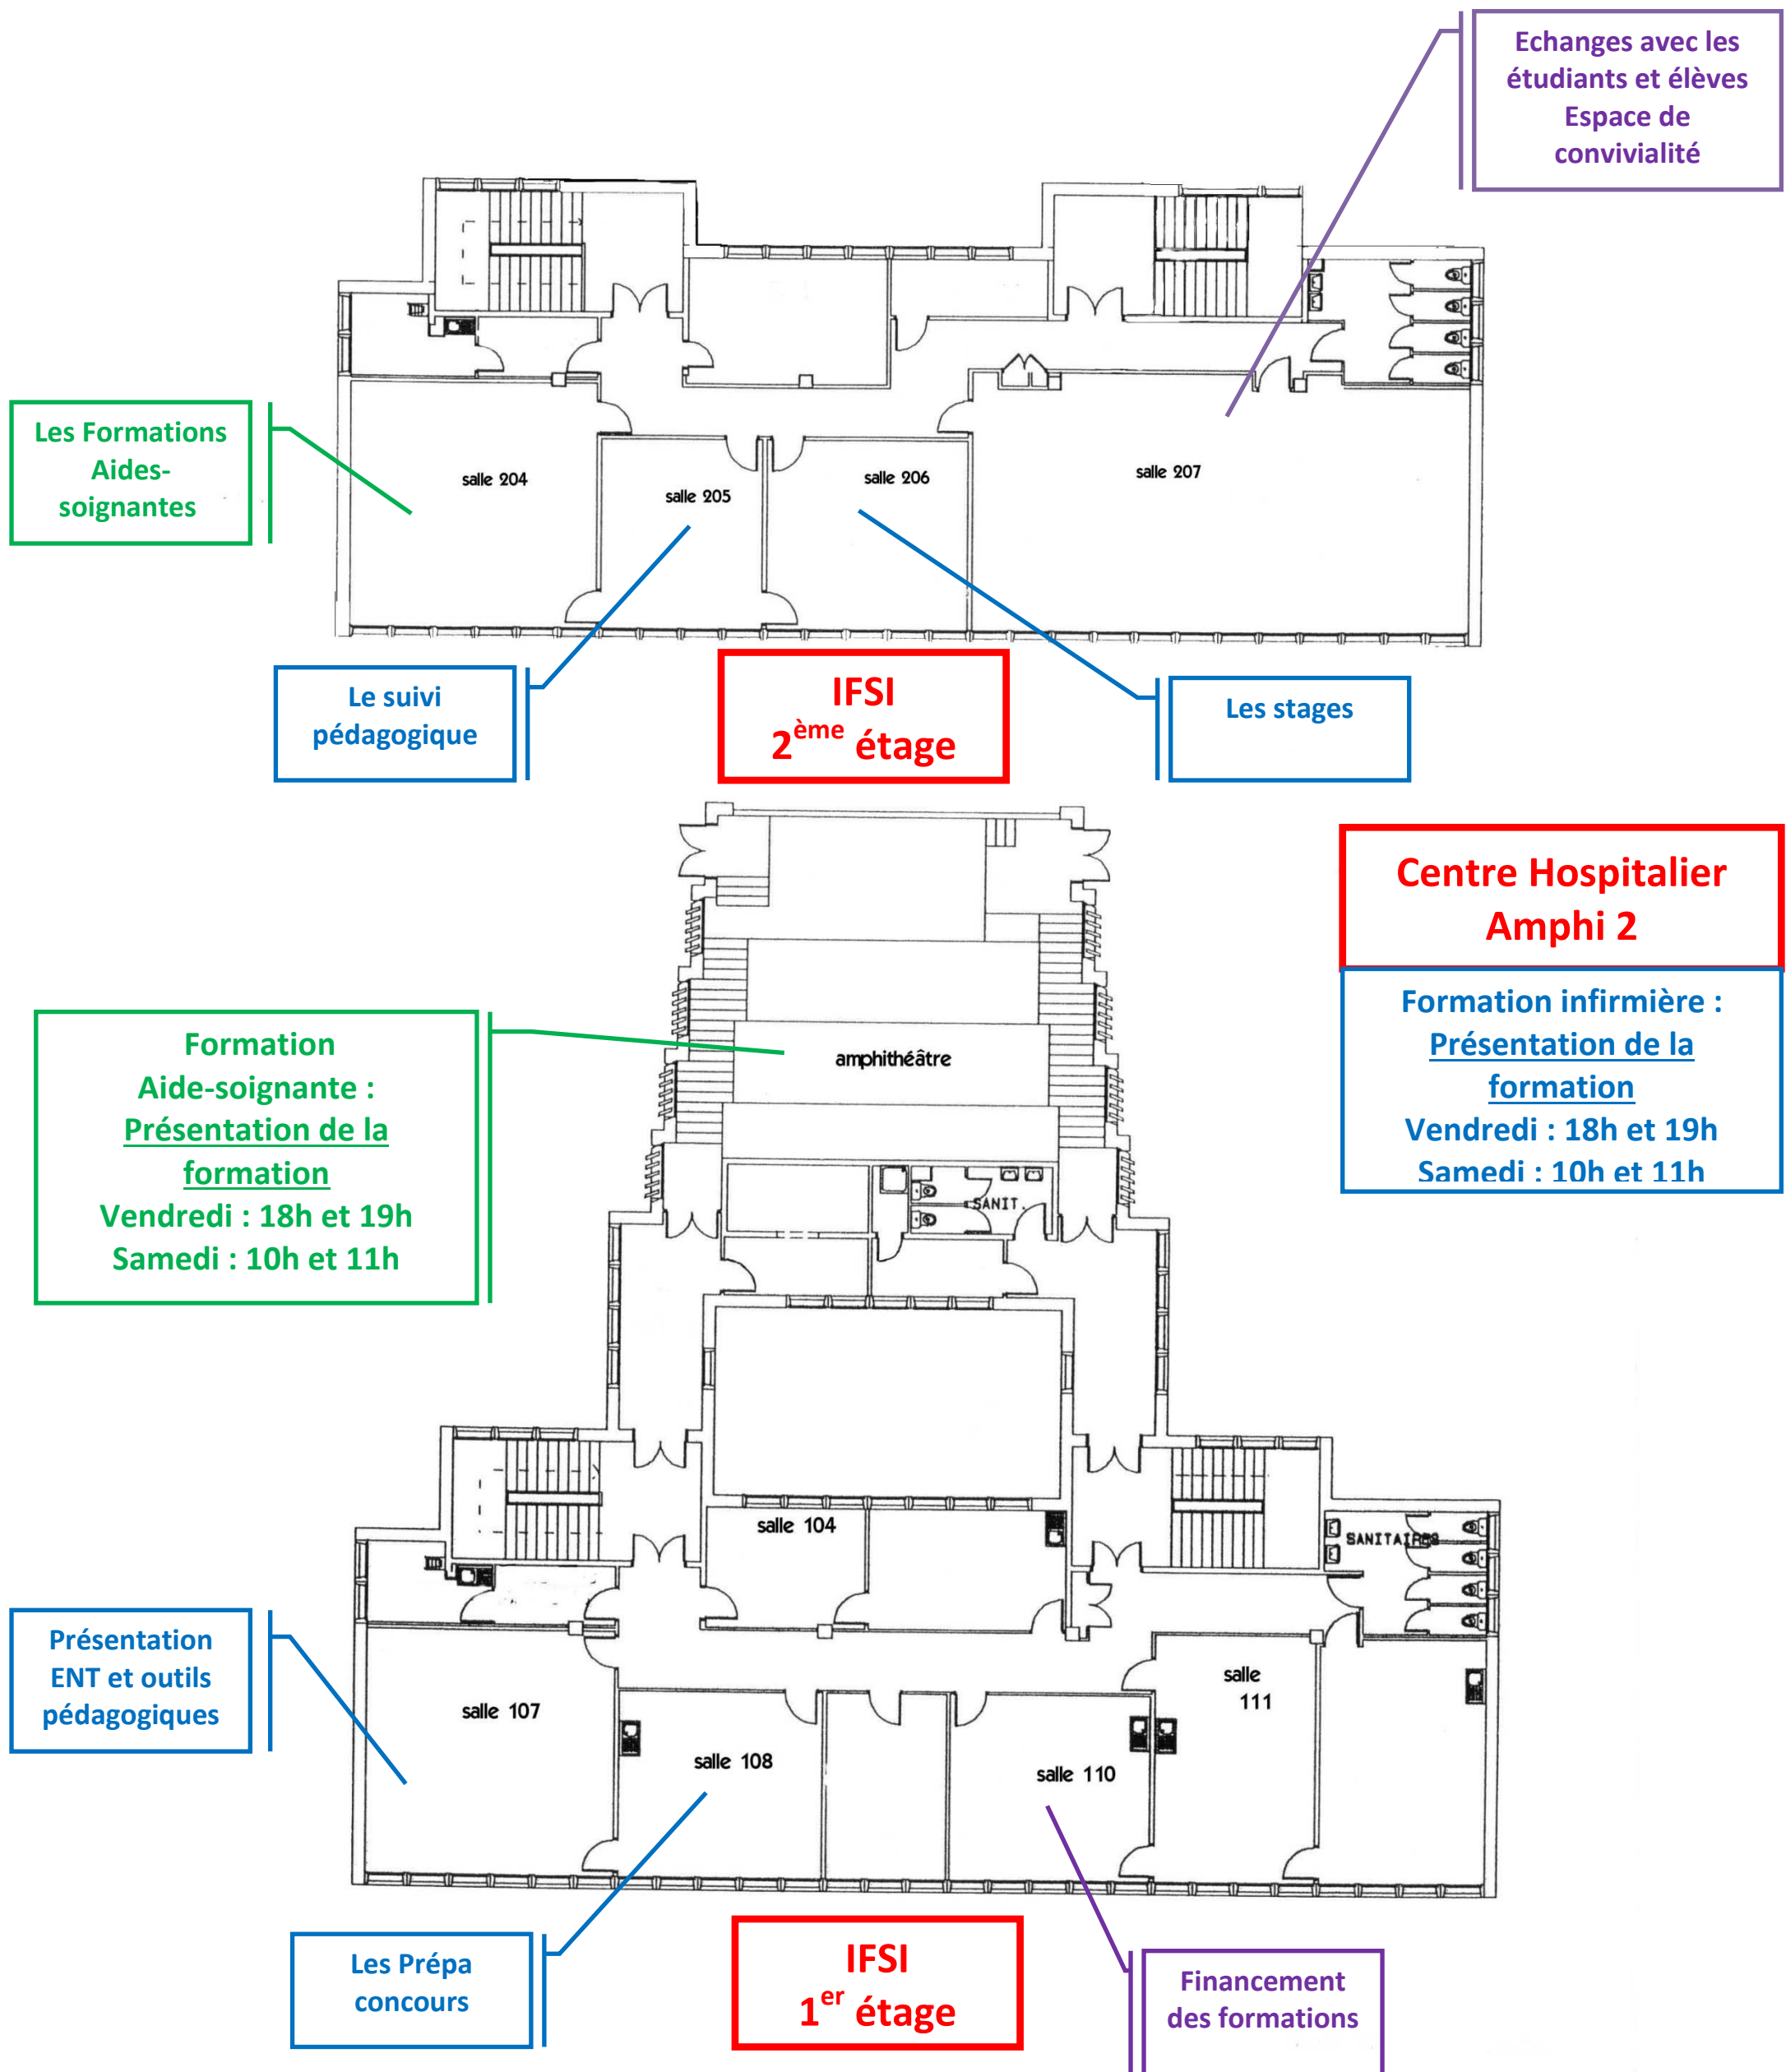 Echanges avec les
étudiants et élèves
Espace de
convivialité
Les Formations
Aides-
soignantes
salle 204
salle 205
salle 206
salle 207
Le suivi
pédagogique
IFSI
2ème étage
Les stages
Centre Hospitalier
Amphi 2
Formation infirmière :
Présentation de la
formation
Vendredi : 18h et 19h
Samedi : 10h et 11h
Formation
Aide-soignante :
Présentation de la
formation
Vendredi : 18h et 19h
Samedi : 10h et 11h
amphithéâtre
SANIT.
salle 104
SANITAIRES
Présentation
ENT et outils
pédagogiques
salle 107
salle 108
salle 110
salle
111
Les Prépa
concours
IFSI
1er étage
Financement
des formations